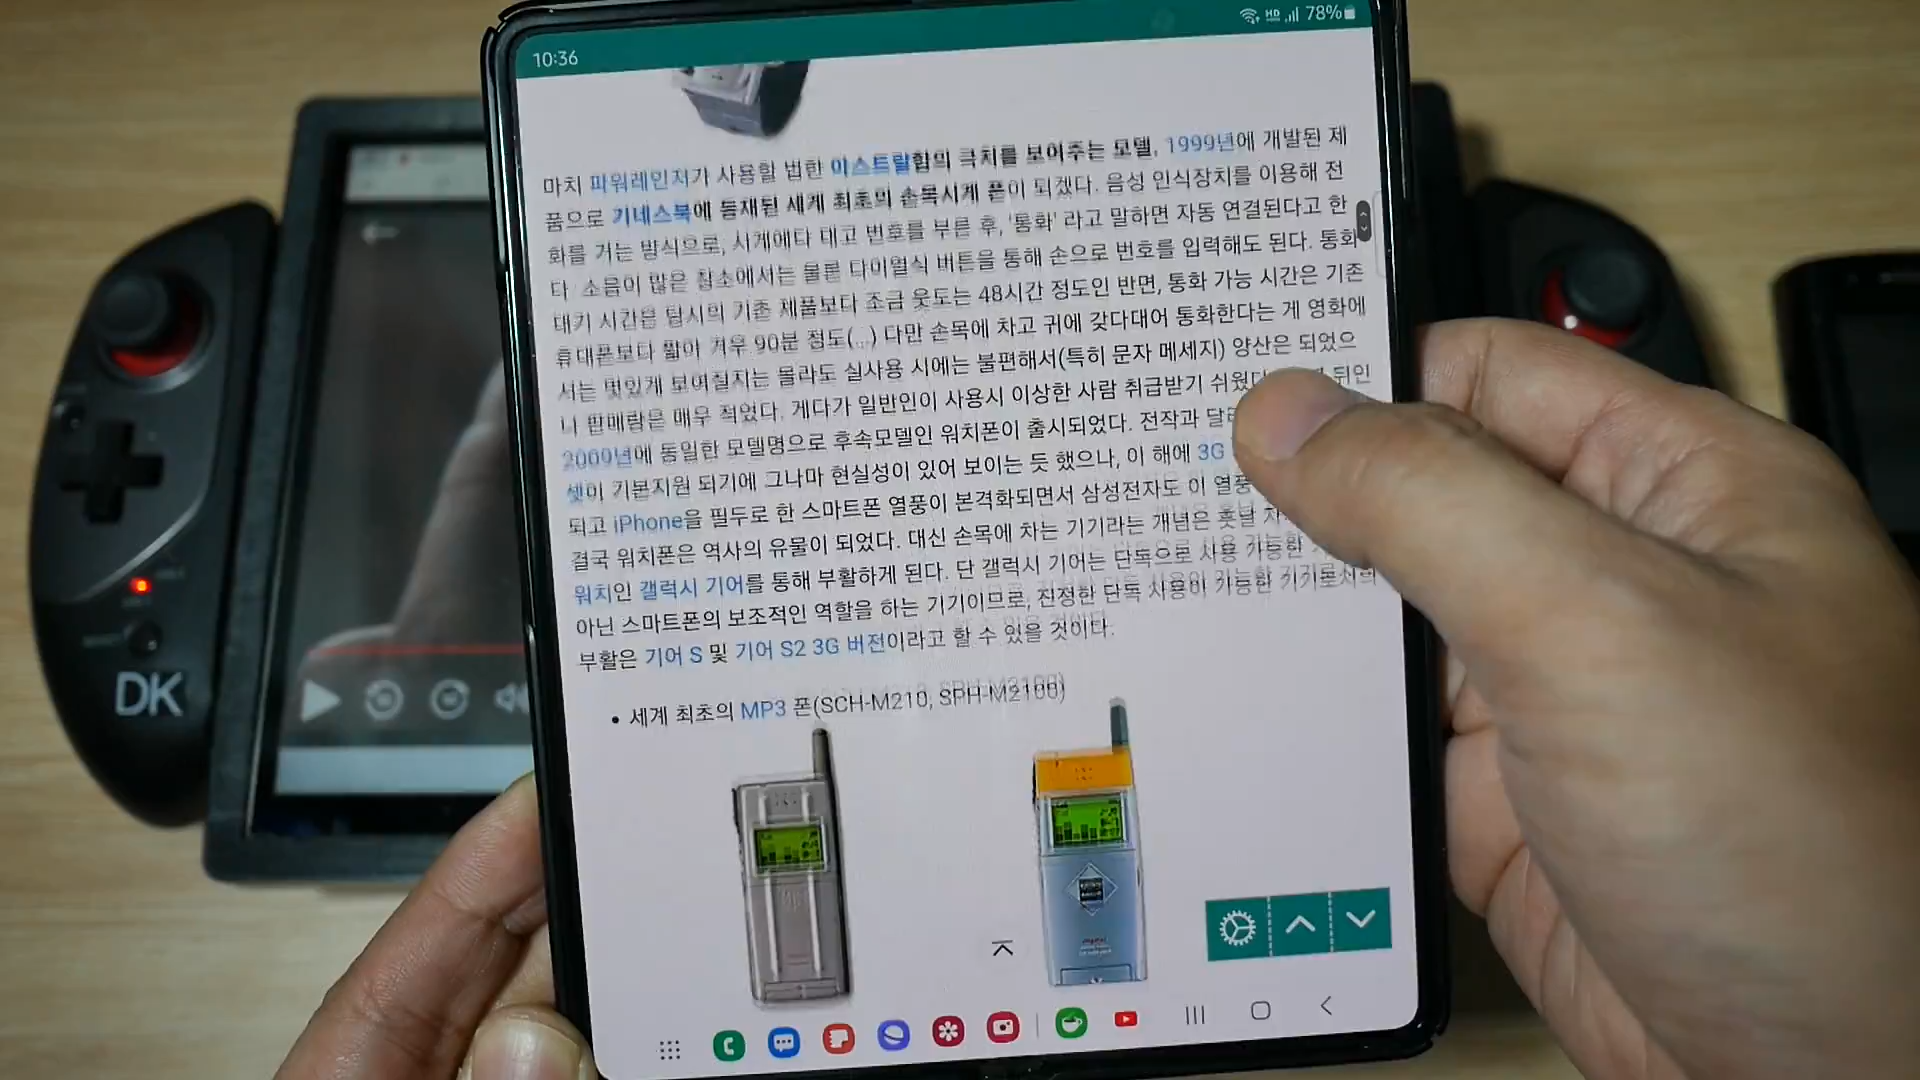 10:36
HD 78%
마치 파워레인저가 사용할 법한 아스트랄함의 극치를 보여주는 모델, 1999년에 개발된 제
품으로 기네스북에 등재된 세계 최초의 손목시계 폰이 되겠다. 음성 인식장치를 이용해 전
화를 거는 방식으로, 시계에다 대고 번호를 부른 후, '통화' 라고 말하면 자동 연결된다고 한
다. 소음이 많은 장소에서는 물론 다이얼식 버튼을 통해 손으로 번호를 입력해도 된다. 통화
대기 시간은 당시의 기존 제품보다 조금 웃도는 48시간 정도인 반면, 통화 가능 시간은 기존
휴대폰보다 짧아 겨우 90분 정도(...) 다만 손목에 차고 귀에 갖다대어 통화한다는 게 영화에
서는 멋있게 보여질지는 몰라도 실사용 시에는 불편해서(특히 문자 메세지) 양산은 되었으
나 판매량은 매우 적었다. 게다가 일반인이 사용시 이상한 사람 취급받기 쉬웠다 뒤인
2009년에 동일한 모델명으로 후속모델인 워치폰이 출시되었다. 전작과
셋이 기본지원 되기에 그나마 현실성이 있어 보이는 듯 했으나, 이 해에 3G
되고 iPhone을 필두로 한 스마트폰 열풍이 본격화되면서 삼성전자도 이
결국 워치폰은 역사의 유물이 되었다. 대신 손목에 차는 기기라는 개념은 훗날
워치인 갤럭시 기어를 통해 부활하게 된다. 단 갤럭시 기어는 단독으로 사용 가능한
아닌 스마트폰의 보조적인 역할을 하는 기기이므로, 진정한 단독 사용이 가능한 기기로서의
부활은 기어 S 및 기어 S2 3G 버전이라고 할 수 있을 것이다.
• 세계 최초의 MP3 폰(SCH-M210, SPH-M2100)
DK